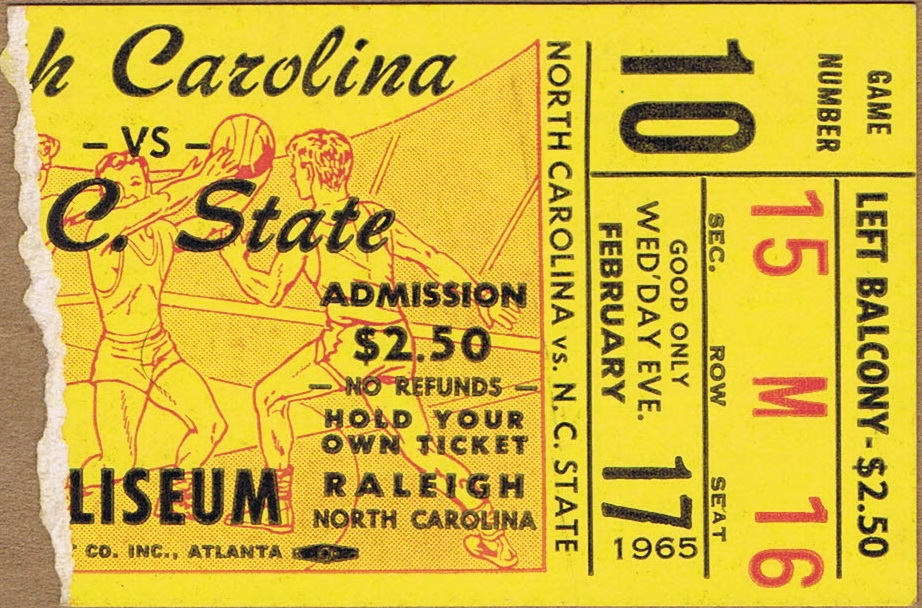 h Carolina
– VS –
C. State
ADMISSION
$2.50
– NO REFUNDS –
HOLD YOUR
OWN TICKET
LISEUM
RALEIGH
NORTH CAROLINA
CO. INC., ATLANTA
NORTH CAROLINA vs. N. C. STATE
GAME
NUMBER
10
GOOD ONLY
WED'DAY EVE.
FEBRUARY
17
1965
SEC.
15
ROW
M
SEAT
16
LEFT BALCONY - $2.50